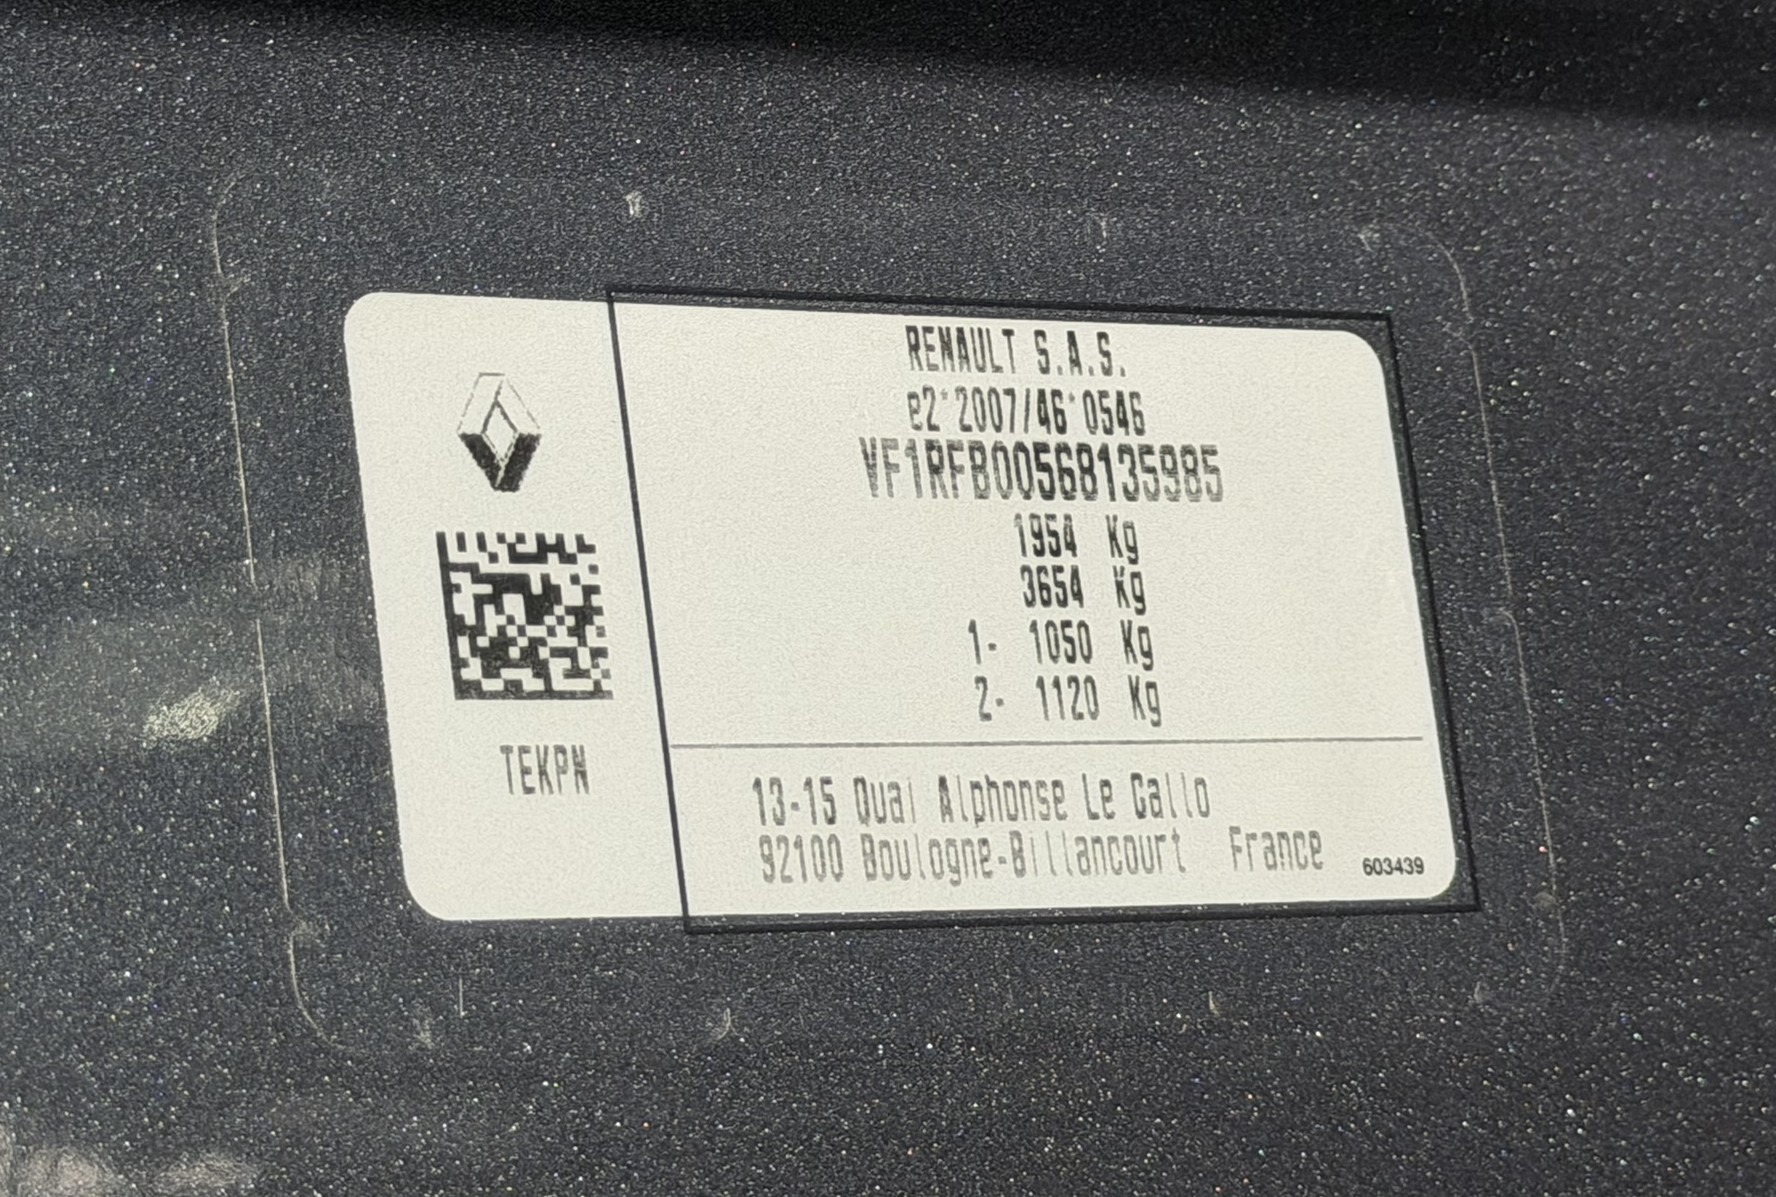 RENAULT S.A.S.
e2*2007/46*0546
VF1RFB00568135985
1954 Kg
3654 Kg
1- 1050 Kg
2- 1120 Kg
TEKPN
13-15 Quai Alphonse Le Gallo
92100 Boulogne-Billancourt France
603439